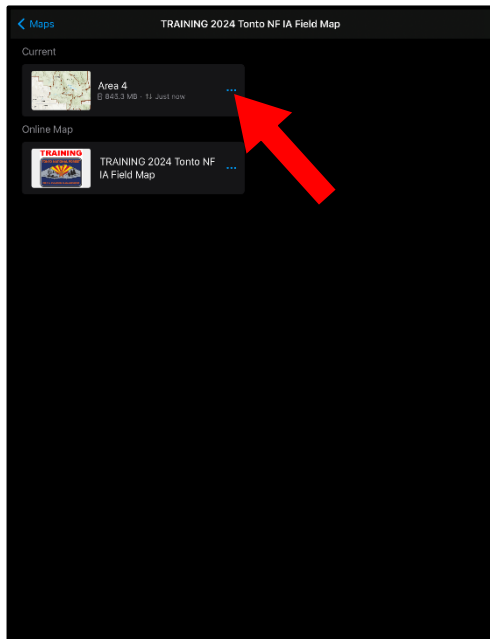 Maps
TRAINING 2024 Tonto NF IA Field Map
Current
Area 4
845.3 MB · Just now
Online Map
TRAINING
TRAINING 2024 Tonto NF
IA Field Map